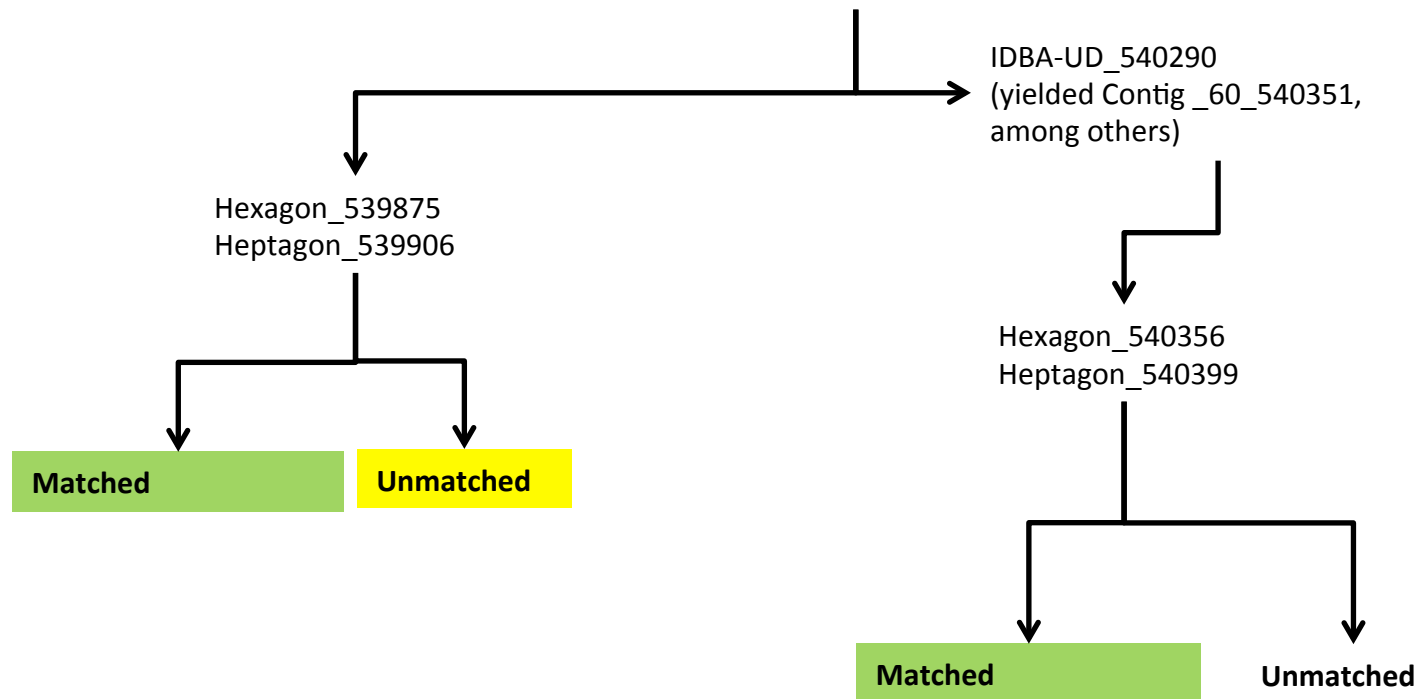 IDBA-UD_540290
(yielded Contig _60_540351,
among others)
Hexagon_539875
Heptagon_539906
Hexagon_540356
Heptagon_540399
Matched
Unmatched
Matched
Unmatched